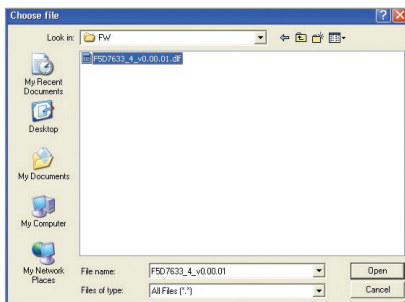 Choose file
Look in:
FW
F5D7633_4_v0.00.01.dlf
My Recent
Documents
Desktop
My Documents
My Computer
My Network
Places
File name:
F5D7633_4_v0.00.01
Open
Files of type:
All Files (*.*)
Cancel